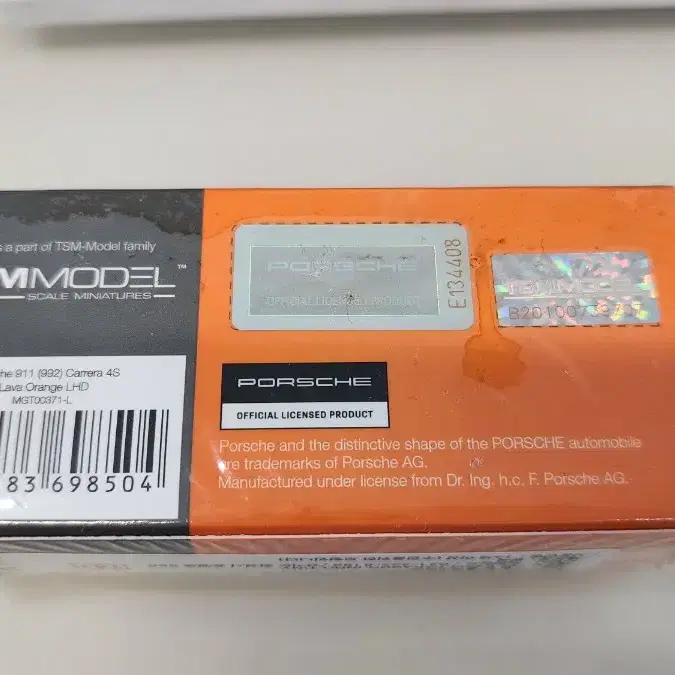 s a part of TSM-Model family
MMODEL™
SCALE MINIATURES
he 911 (992) Carrera 4S
Lava Orange LHD
MGT00371-L
83 698504
PORSCHE
OFFICIAL LICENSED PRODUCT
E134408
PORSCHE
OFFICIAL LICENSED PRODUCT
Porsche and the distinctive shape of the PORSCHE automobile
are trademarks of Porsche AG.
Manufactured under license from Dr. Ing. h.c. F. Porsche AG.